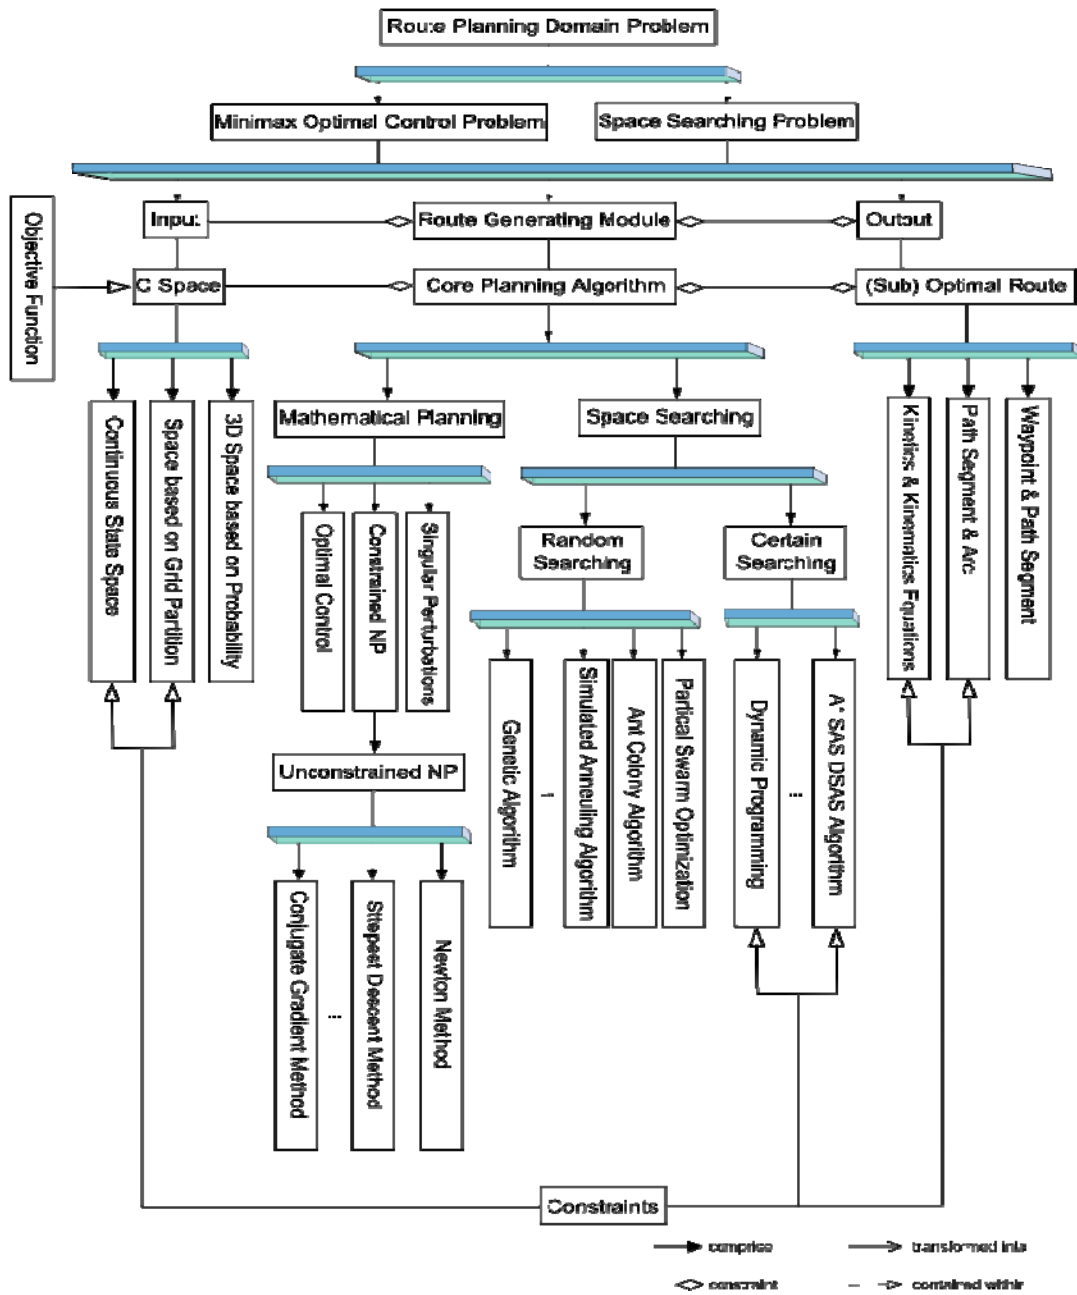 Route Planning Domain Problem
Minimax Optimal Control Problem
Space Searching Problem
Objective Function
Input
Route Generating Module
Output
C Space
Core Planning Algorithm
(Sub) Optimal Route
Continuous State Space
Space based on Grid Partition
3D Space based on Probability
Mathematical Planning
Space Searching
Kinetics & Kinematics Equations
Path Segment & Arc
Waypoint & Path Segment
Optimal Control
Constrained NP
Singular Perturbations
Random
Searching
Certain
Searching
Genetic Algorithm
...
Simulated Anneuling Algorithm
Ant Colony Algorithm
Partical Swarm Optimization
Dynamic Programming
...
A* SAS DSAS Algorithm
Unconstrained NP
Conjugate Gradient Method
...
Sttepest Descent Method
Newton Method
Constraints
comprise
transformed into
constraint
contained within